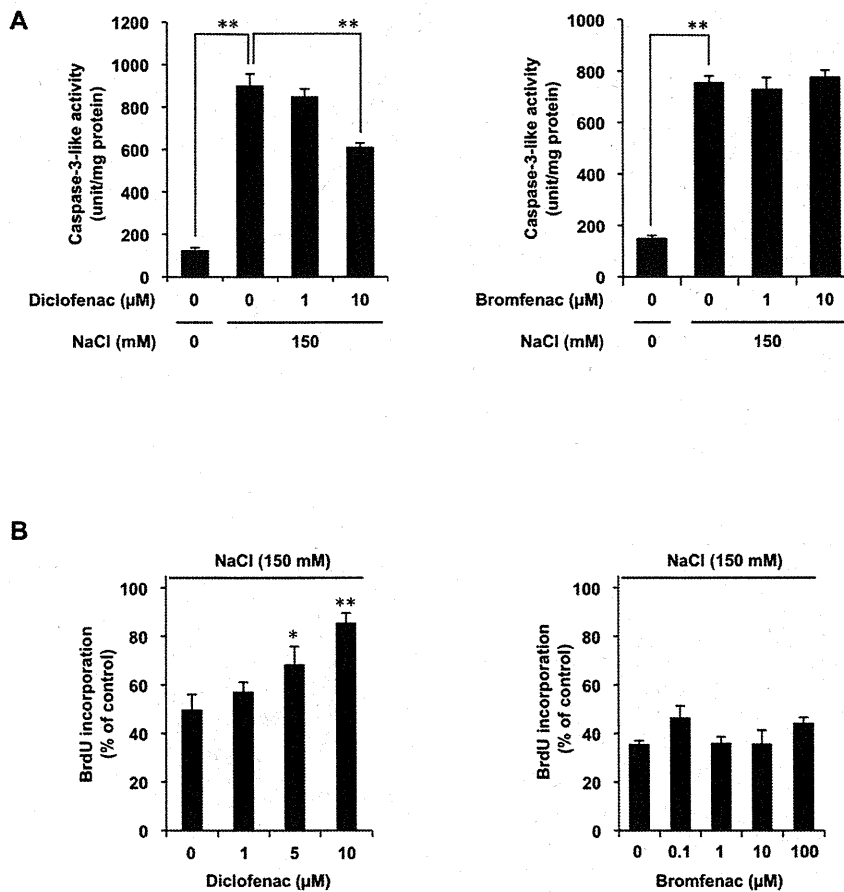 A
**
**
1200
1000
800
600
400
200
0
Caspase-3-like activity
(unit/mg protein)
Diclofenac (µM)
0
0
1
10
NaCl (mM)
0
150
**
1000
800
600
400
200
0
Caspase-3-like activity
(unit/mg protein)
Bromfenac (µM)
0
0
1
10
NaCl (mM)
0
150
B
NaCl (150 mM)
100
80
60
40
20
0
BrdU incorporation
(% of control)
*
**
0
1
5
10
Diclofenac (µM)
NaCl (150 mM)
100
80
60
40
20
0
BrdU incorporation
(% of control)
0
0.1
1
10
100
Bromfenac (µM)